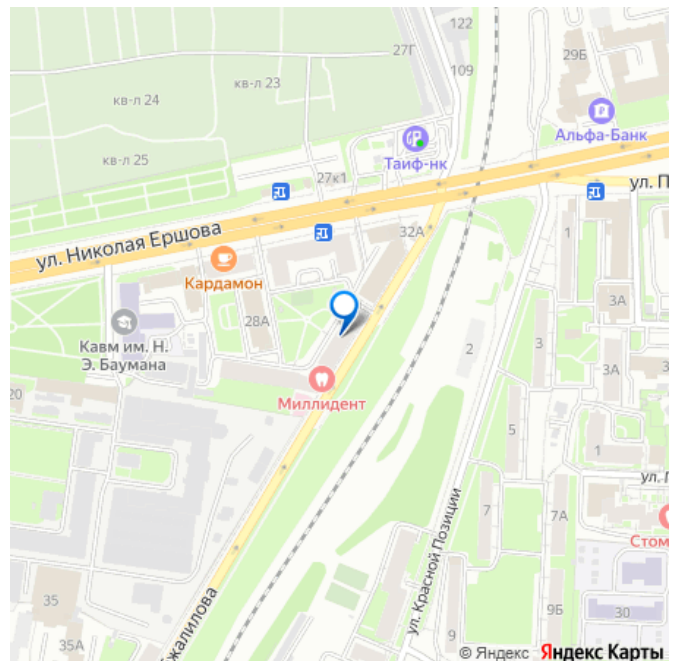 122
27Г
29Б
109
кв-л 23
кв-л 24
Альфа-Банк
кв-л 25
Таиф-нк
27к1
ул. П
ул. Николая Ершова
32А
1
Кардамон
3А
28А
Кавм им. Н.
Э. Баумана
2
3
3А
3
20
Миллидент
5
1
ул. Г
ул. Красной Позиции
7
7А
Стом
35
жалилова
9Б
30
35А
9
© Яндекс Яндекс Карты